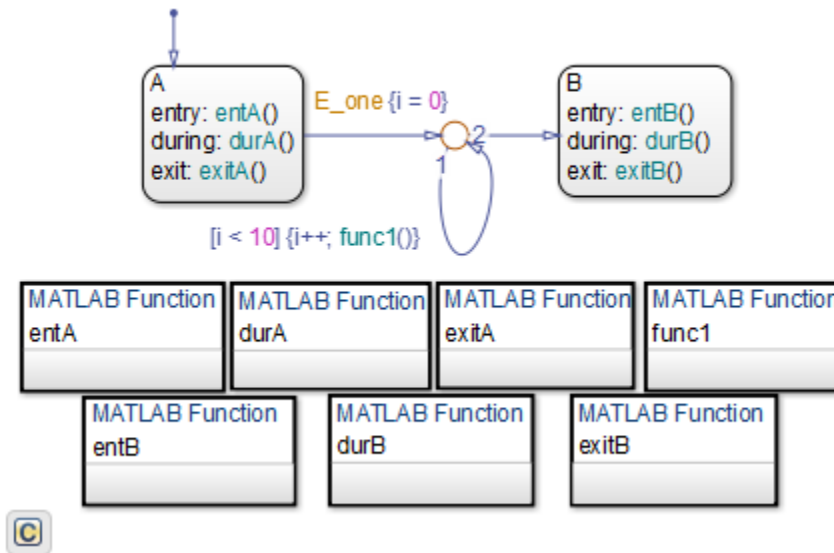 A
entry: entA()
during: durA()
exit: exitA()
E_one {i = 0}
2
1
B
entry: entB()
during: durB()
exit: exitB()
[i < 10] {i++; func1()}
MATLAB Function
entA
MATLAB Function
durA
MATLAB Function
exitA
MATLAB Function
func1
MATLAB Function
entB
MATLAB Function
durB
MATLAB Function
exitB
C